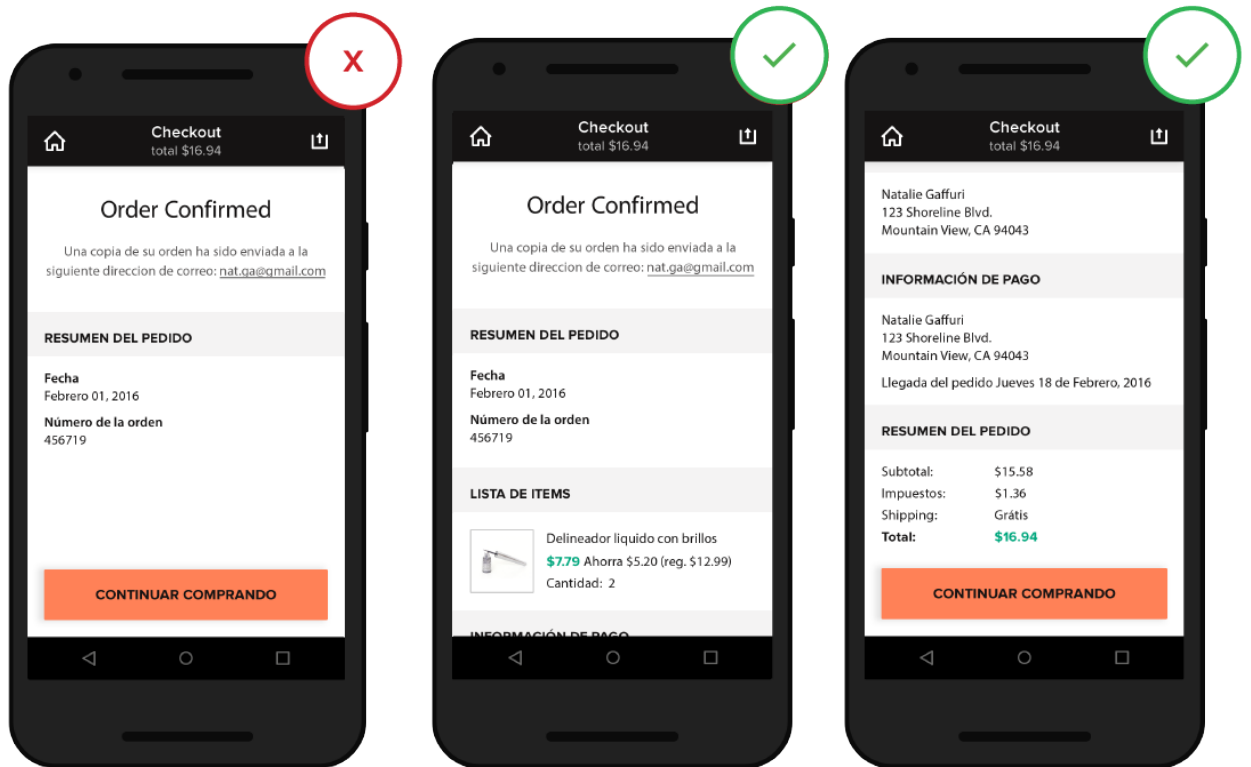 X
Checkout
total $16.94
Order Confirmed
Una copia de su orden ha sido enviada a la
siguiente direccion de correo: nat.ga@gmail.com
RESUMEN DEL PEDIDO
Fecha
Febrero 01, 2016
Número de la orden
456719
CONTINUAR COMPRANDO
Checkout
total $16.94
Order Confirmed
Una copia de su orden ha sido enviada a la
siguiente direccion de correo: nat.ga@gmail.com
RESUMEN DEL PEDIDO
Fecha
Febrero 01, 2016
Número de la orden
456719
LISTA DE ITEMS
Delineador liquido con brillos
$7.79 Ahorra $5.20 (reg. $12.99)
Cantidad: 2
INFORMACIÓN DE PAGO
Checkout
total $16.94
Natalie Gaffuri
123 Shoreline Blvd.
Mountain View, CA 94043
INFORMACIÓN DE PAGO
Natalie Gaffuri
123 Shoreline Blvd.
Mountain View, CA 94043
Llegada del pedido Jueves 18 de Febrero, 2016
RESUMEN DEL PEDIDO
Subtotal: $15.58
Impuestos: $1.36
Shipping: Grátis
Total: $16.94
CONTINUAR COMPRANDO